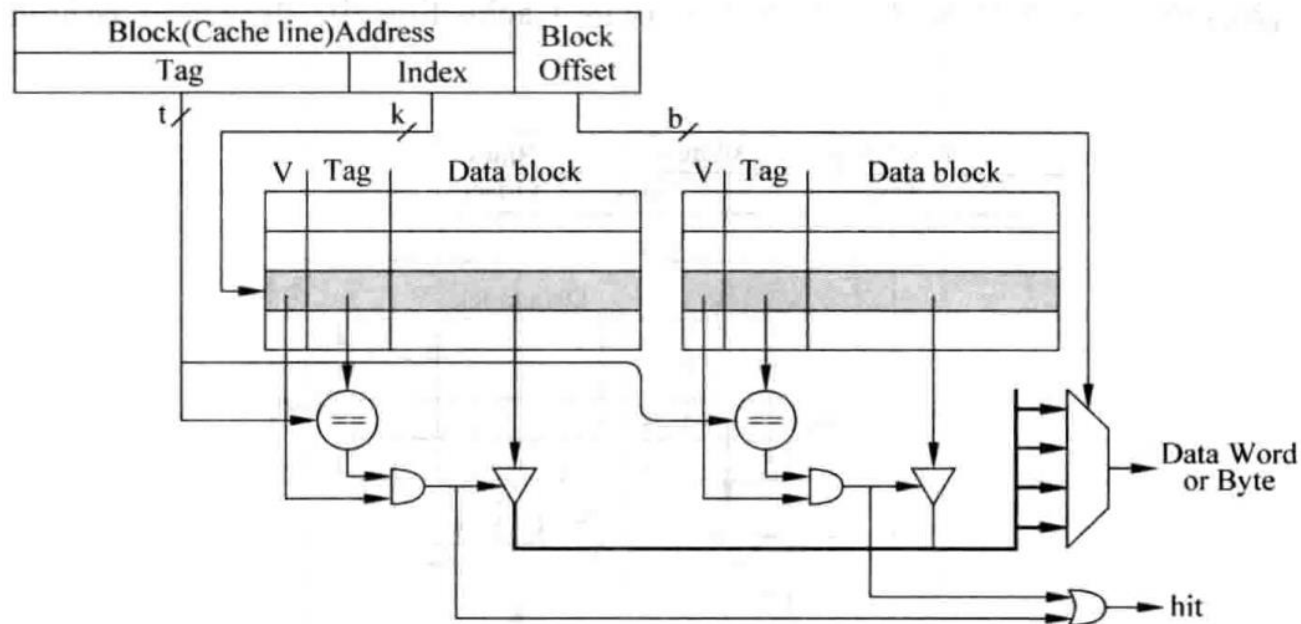 Block(Cache line)Address
Block
Offset
Tag
Index
t
k
b
V
Tag
Data block
V
Tag
Data block
==
==
Data Word
or Byte
hit